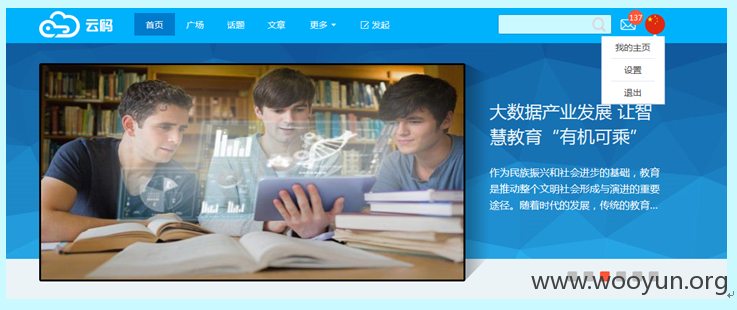 云码 首页 广场 话题 文章 更多 发起 137
我的主页
设置
退出
大数据产业发展 让智
慧教育“有机可乘”
作为民族振兴和社会进步的基础，教育
是推动整个文明社会形成与演进的重要
途径。随着时代的发展，传统的教育...
www.wooyun.org